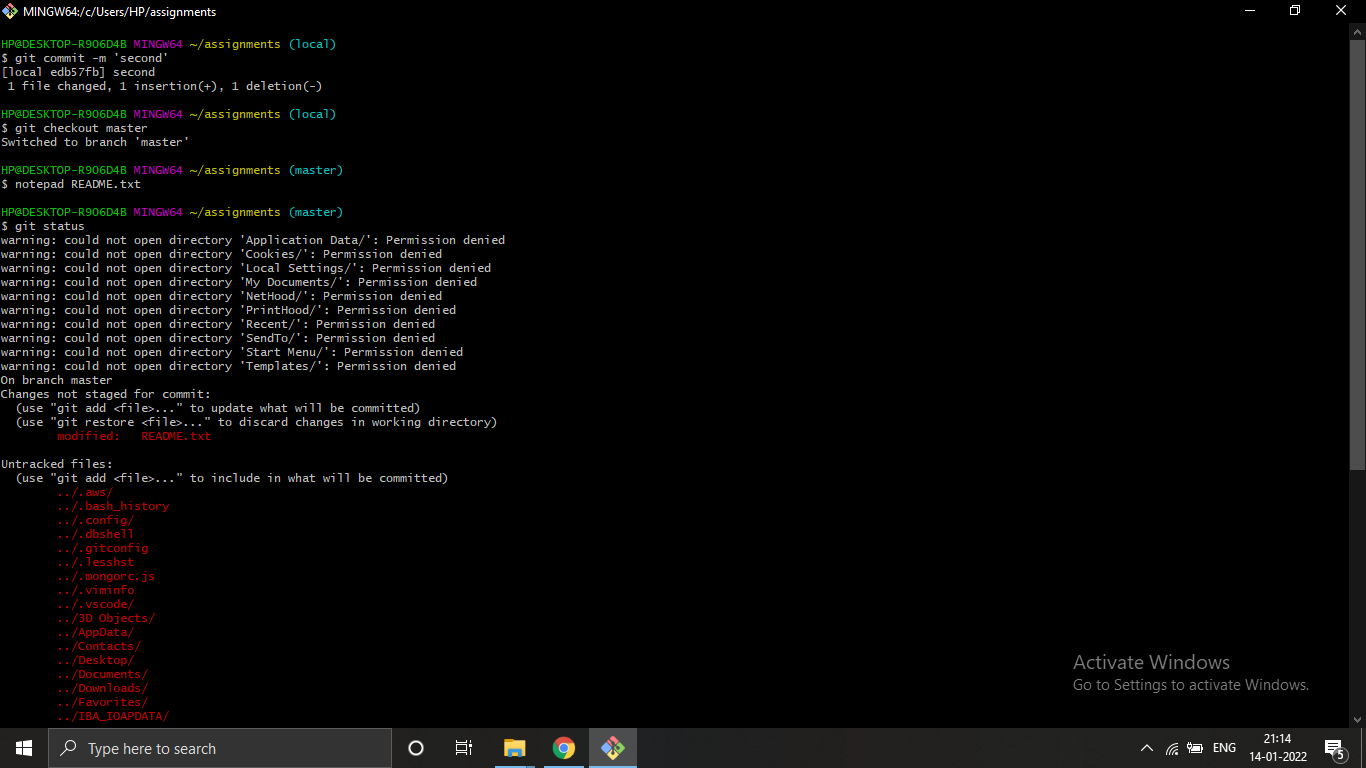 MINGW64:/c/Users/HP/assignments
HP@DESKTOP-R9O6D4B MINGW64 ~/assignments (local)
$ git commit -m 'second'
[local edb57fb] second
 1 file changed, 1 insertion(+), 1 deletion(-)
HP@DESKTOP-R9O6D4B MINGW64 ~/assignments (local)
$ git checkout master
Switched to branch 'master'
HP@DESKTOP-R9O6D4B MINGW64 ~/assignments (master)
$ notepad README.txt
HP@DESKTOP-R9O6D4B MINGW64 ~/assignments (master)
$ git status
warning: could not open directory 'Application Data/': Permission denied
warning: could not open directory 'Cookies/': Permission denied
warning: could not open directory 'Local Settings/': Permission denied
warning: could not open directory 'My Documents/': Permission denied
warning: could not open directory 'NetHood/': Permission denied
warning: could not open directory 'PrintHood/': Permission denied
warning: could not open directory 'Recent/': Permission denied
warning: could not open directory 'SendTo/': Permission denied
warning: could not open directory 'Start Menu/': Permission denied
warning: could not open directory 'Templates/': Permission denied
On branch master
Changes not staged for commit:
  (use "git add <file>..." to update what will be committed)
  (use "git restore <file>..." to discard changes in working directory)
        modified:   README.txt
Untracked files:
  (use "git add <file>..." to include in what will be committed)
        ../.aws/
        ../.bash_history
        ../.config/
        ../.dbshell
        ../.gitconfig
        ../.lesshst
        ../.mongorc.js
        ../.viminfo
        ../.vscode/
        ../3D Objects/
        ../AppData/
        ../Contacts/
        ../Desktop/
        ../Documents/
        ../Downloads/
        ../Favorites/
        ../IBA_IOAPDATA/
Activate Windows
Go to Settings to activate Windows.
Type here to search
ENG
21:14
14-01-2022
5